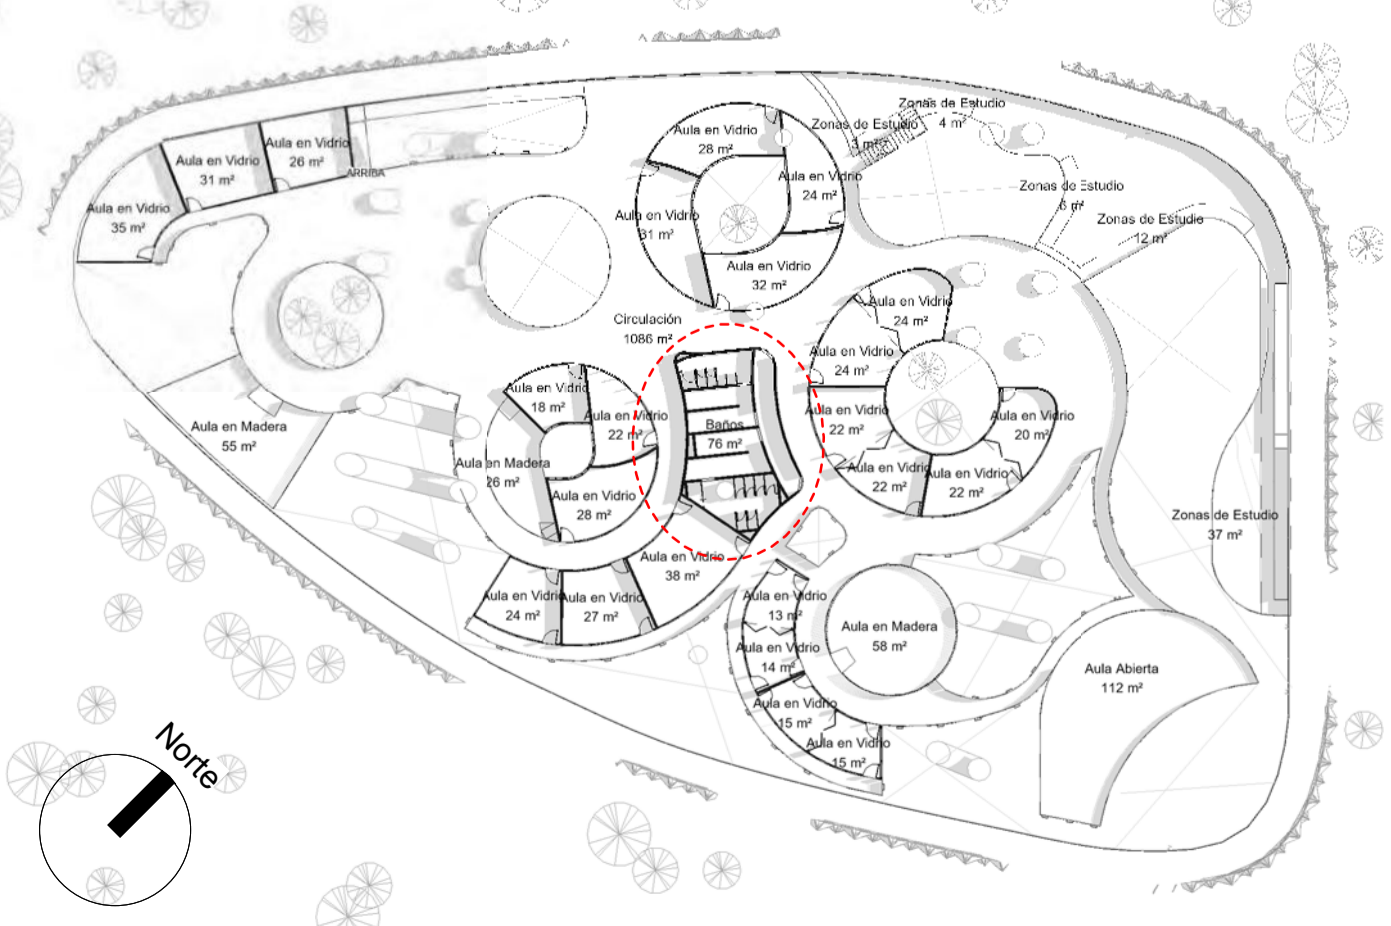 Zonas de Estudio
4 m²
Zonas de Estudio
3 m²
Aula en Vidrio
28 m²
Aula en Vidrio
26 m²
Aula en Vidrio
31 m²
ARRIBA
Aula en Vidrio
24 m²
Zonas de Estudio
6 m²
Aula en Vidrio
35 m²
Aula en Vidrio
31 m²
Zonas de Estudio
12 m²
Aula en Vidrio
32 m²
Aula en Vidrio
24 m²
Circulación
1086 m²
Aula en Vidrio
24 m²
Aula en Vidrio
18 m²
Aula en Vidrio
22 m²
Aula en Vidrio
22 m²
Aula en Vidrio
20 m²
Baños
76 m²
Aula en Madera
55 m²
Aula en Madera
26 m²
Aula en Vidrio
22 m²
Aula en Vidrio
22 m²
Aula en Vidrio
28 m²
Zonas de Estudio
37 m²
Aula en Vidrio
38 m²
Aula en Vidrio
24 m²
Aula en Vidrio
27 m²
Aula en Vidrio
13 m²
Aula en Madera
58 m²
Aula en Vidrio
14 m²
Aula Abierta
112 m²
Aula en Vidrio
15 m²
Aula en Vidrio
15 m²
Norte